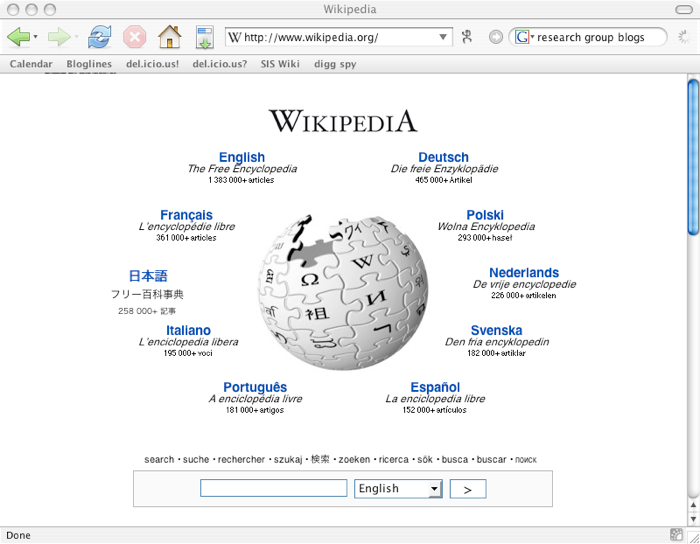 Wikipedia
W http://www.wikipedia.org/
G research group blogs
Calendar Bloglines del.icio.us! del.icio.us? SIS Wiki digg spy
WIKIPEDIA
English
The Free Encyclopedia
1 383 000+ articles
Deutsch
Die freie Enzyklopädie
465 000+ Artikel
Français
L'encyclopédie libre
361 000+ articles
Polski
Wolna Encyklopedia
293 000+ haseł
日本語
フリー百科事典
258 000+ 記事
Nederlands
De vrije encyclopedie
226 000+ artikelen
Italiano
L'enciclopedia libera
195 000+ voci
Svenska
Den fria encyklopedin
182 000+ artiklar
Português
A enciclopédia livre
181 000+ artigos
Español
La enciclopedia libre
152 000+ artículos
Ω W
祖 И
search • suche • rechercher • szukaj • 検索 • zoeken • ricerca • sök • busca • buscar • поиск
English >
Done